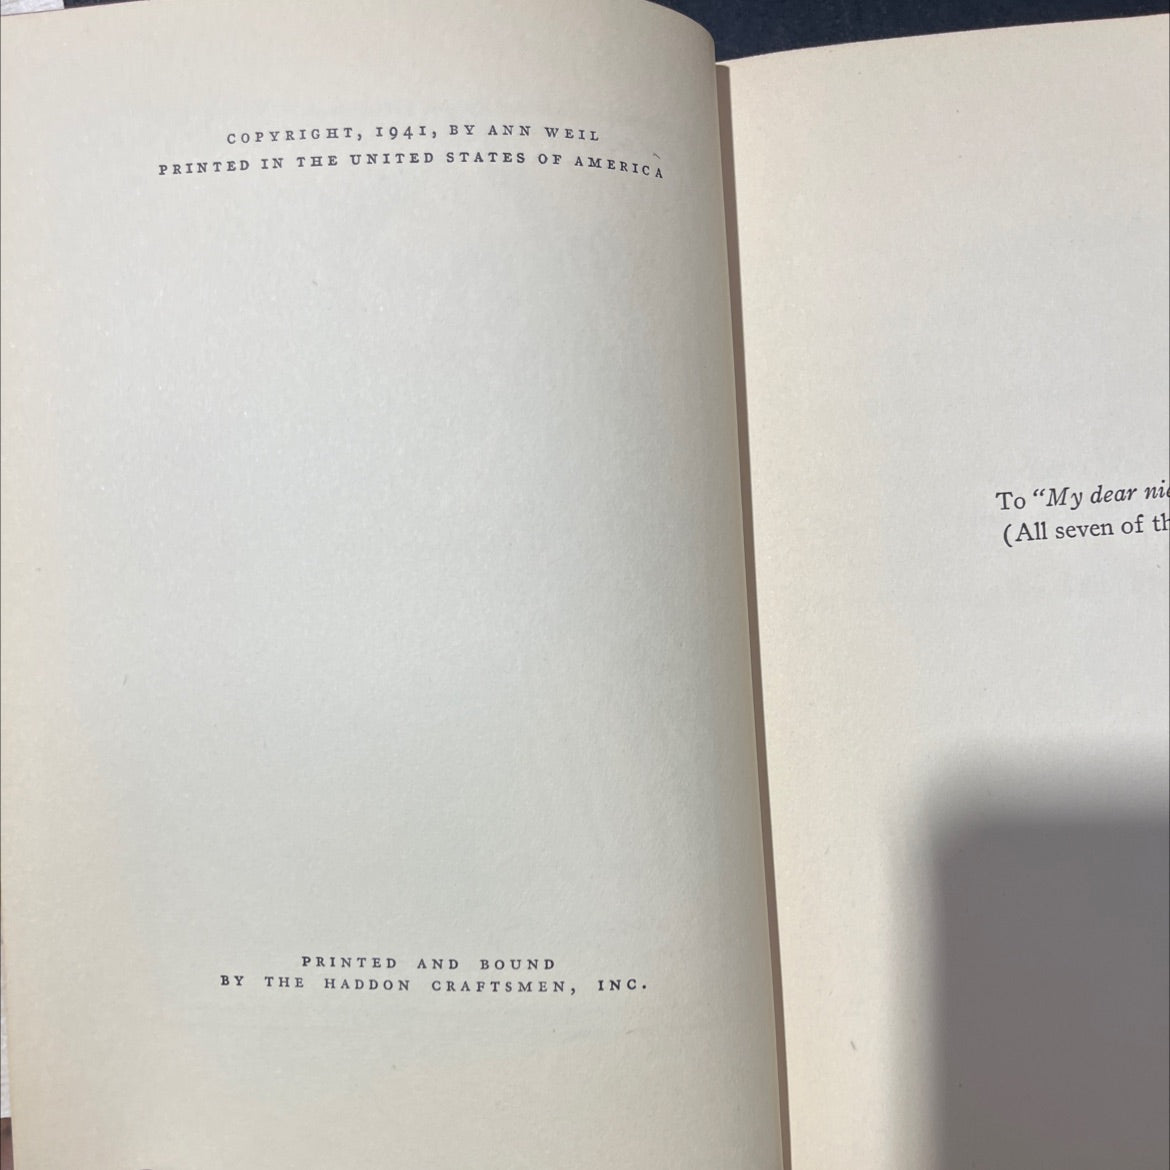 COPYRIGHT, 1941, BY ANN WEIL
PRINTED IN THE UNITED STATES OF AMERICA
PRINTED AND BOUND
BY THE HADDON CRAFTSMEN, INC.
To “My dear
(All seven of